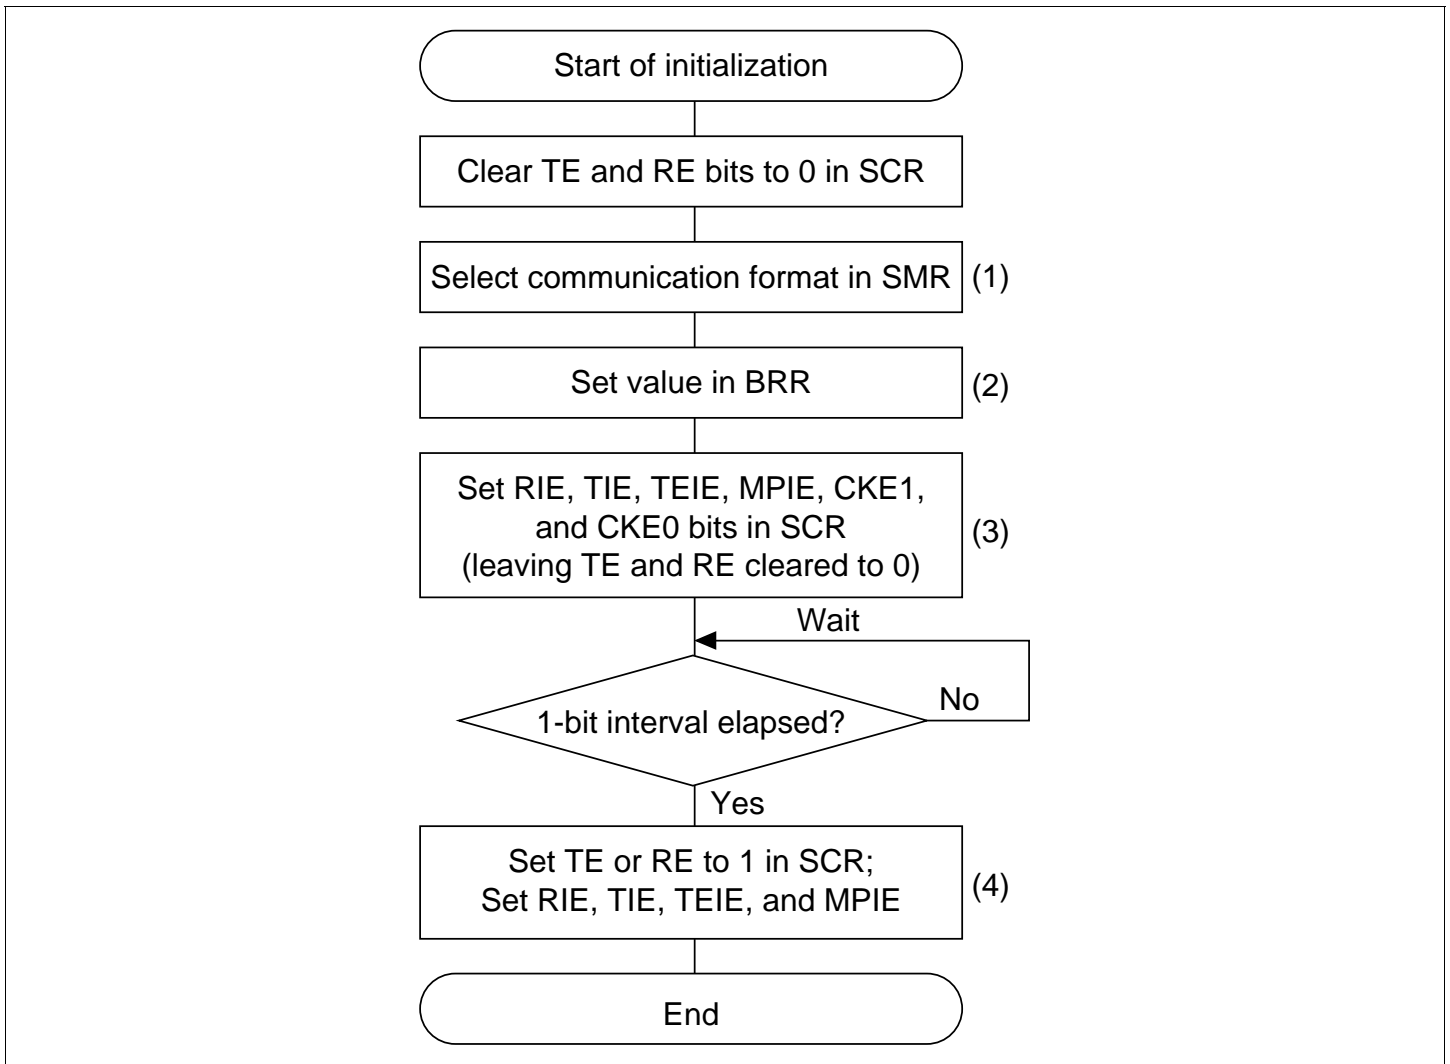 Start of initialization
Clear TE and RE bits to 0 in SCR
Select communication format in SMR
(1)
Set value in BRR
(2)
Set RIE, TIE, TEIE, MPIE, CKE1,
and CKE0 bits in SCR
(leaving TE and RE cleared to 0)
(3)
Wait
No
1-bit interval elapsed?
Yes
Set TE or RE to 1 in SCR;
Set RIE, TIE, TEIE, and MPIE
(4)
End